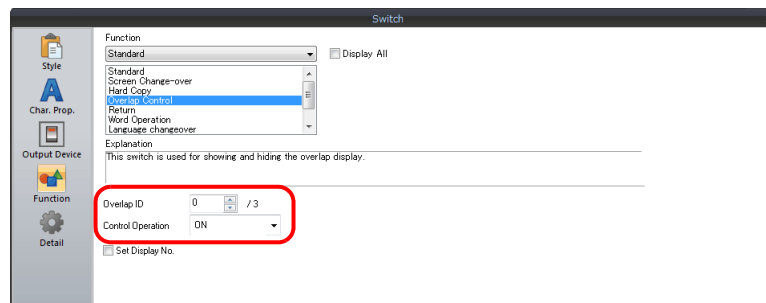 Switch
Style
Char. Prop.
Output Device
Function
Detail
Function
Standard
Display All
Standard
Screen Change-over
Hard Copy
Overlap Control
Return
Word Operation
Language changeover
Explanation
This switch is used for showing and hiding the overlap display.
Overlap ID 0 / 3
Control Operation ON
Set Display No.